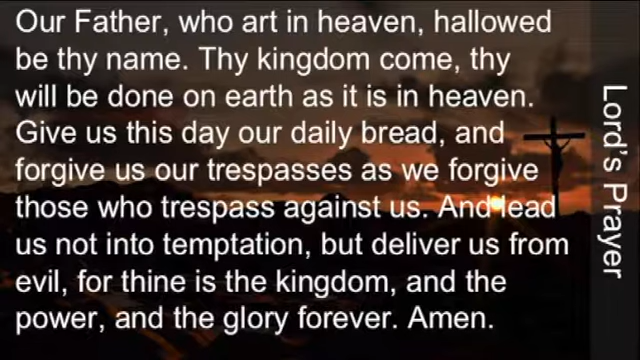 Our Father, who art in heaven, hallowed
be thy name. Thy kingdom come, thy
will be done on earth as it is in heaven.
Give us this day our daily bread, and
forgive us our trespasses as we forgive
those who trespass against us. And lead
us not into temptation, but deliver us from
evil, for thine is the kingdom, and the
power, and the glory forever. Amen.
Lord's Prayer